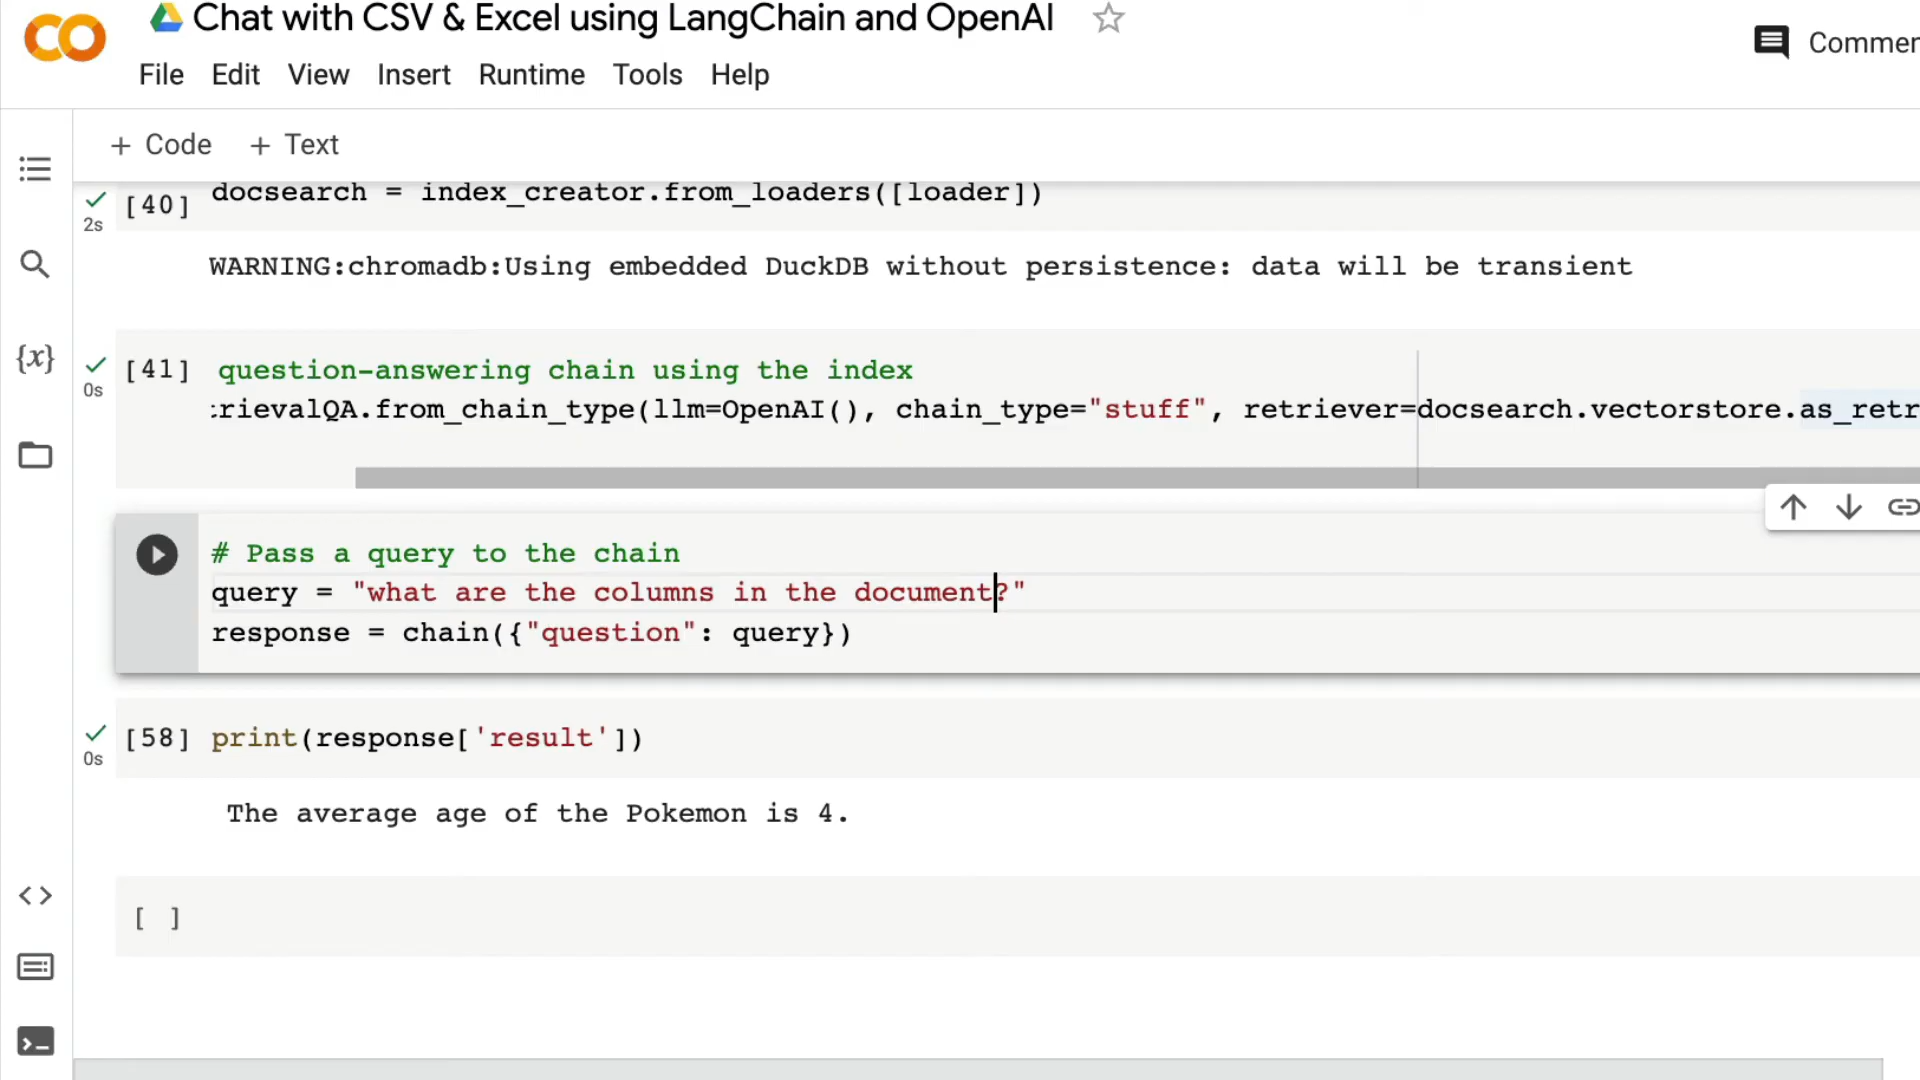 Chat with CSV & Excel using LangChain and OpenAI
Commen
File Edit View Insert Runtime Tools Help
+ Code + Text
[40] docsearch = index_creator.from_loaders([loader])
2s
WARNING:chromadb:Using embedded DuckDB without persistence: data will be transient
[41] question-answering chain using the index
0s
rievalQA.from_chain_type(llm=OpenAI(), chain_type="stuff", retriever=docsearch.vectorstore.as_retr
# Pass a query to the chain
query = "what are the columns in the document?"
response = chain({"question": query})
[58] print(response['result'])
0s
The average age of the Pokemon is 4.
[ ]